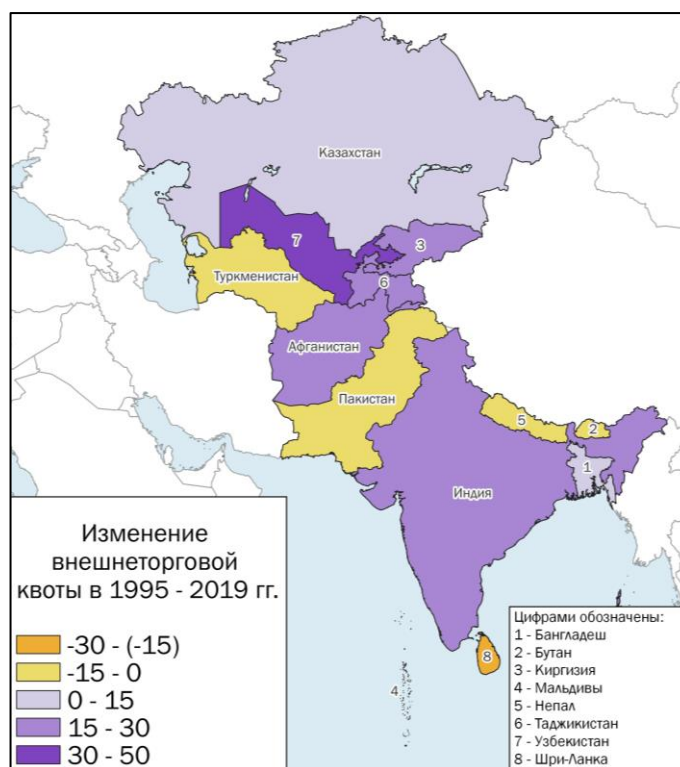 Казахстан
7
3
Туркменистан
6
Афганистан
Пакистан
5
2
1
Индия
8
4
Изменение
внешнеторговой
квоты в 1995 - 2019 гг.
-30 - (-15)
-15 - 0
0 - 15
15 - 30
30 - 50
Цифрами обозначены:
1 - Бангладеш
2 - Бутан
3 - Киргизия
4 - Мальдивы
5 - Непал
6 - Таджикистан
7 - Узбекистан
8 - Шри-Ланка